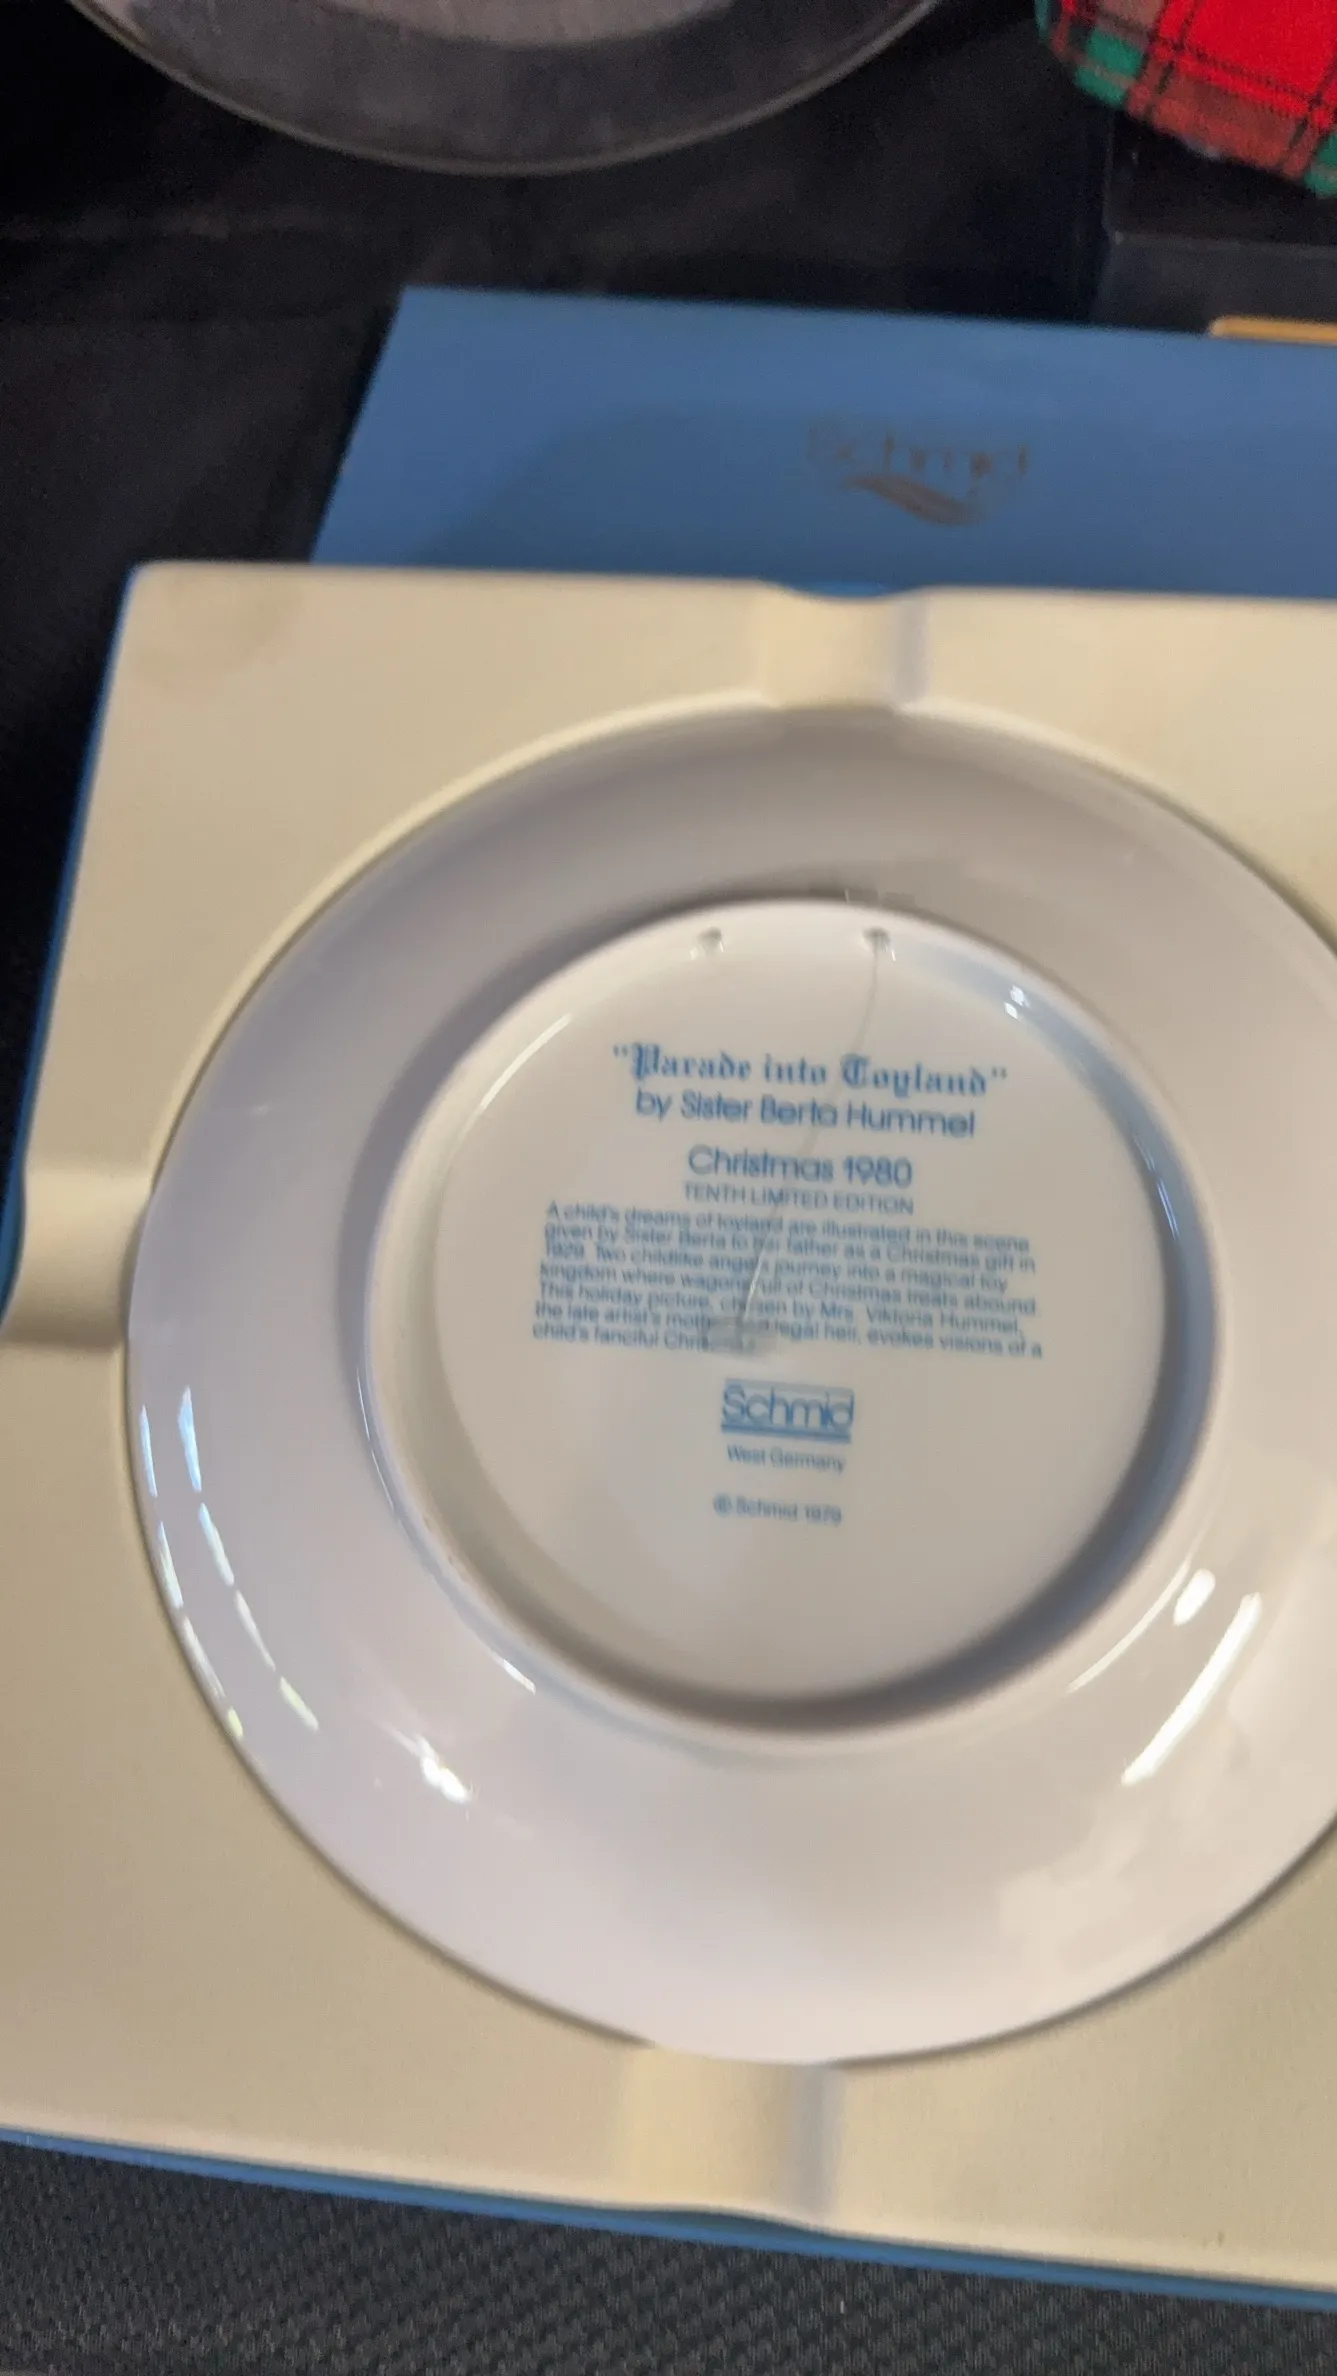 Schmid
"Parade into Toyland"
by Sister Berta Hummel
Christmas 1980
TENTH LIMITED EDITION
A child's dreams of toyland are illustrated in this scene
given by Sister Berta to her father as a Christmas gift in
1929. Two childlike angels journey into a magical toy
kingdom where wagons full of Christmas treats abound.
This holiday picture, chosen by Mrs. Viktoria Hummel,
the late artist's legal heir, evokes visions of a
child's fanciful
Schmid
West Germany
© Schmid 1979